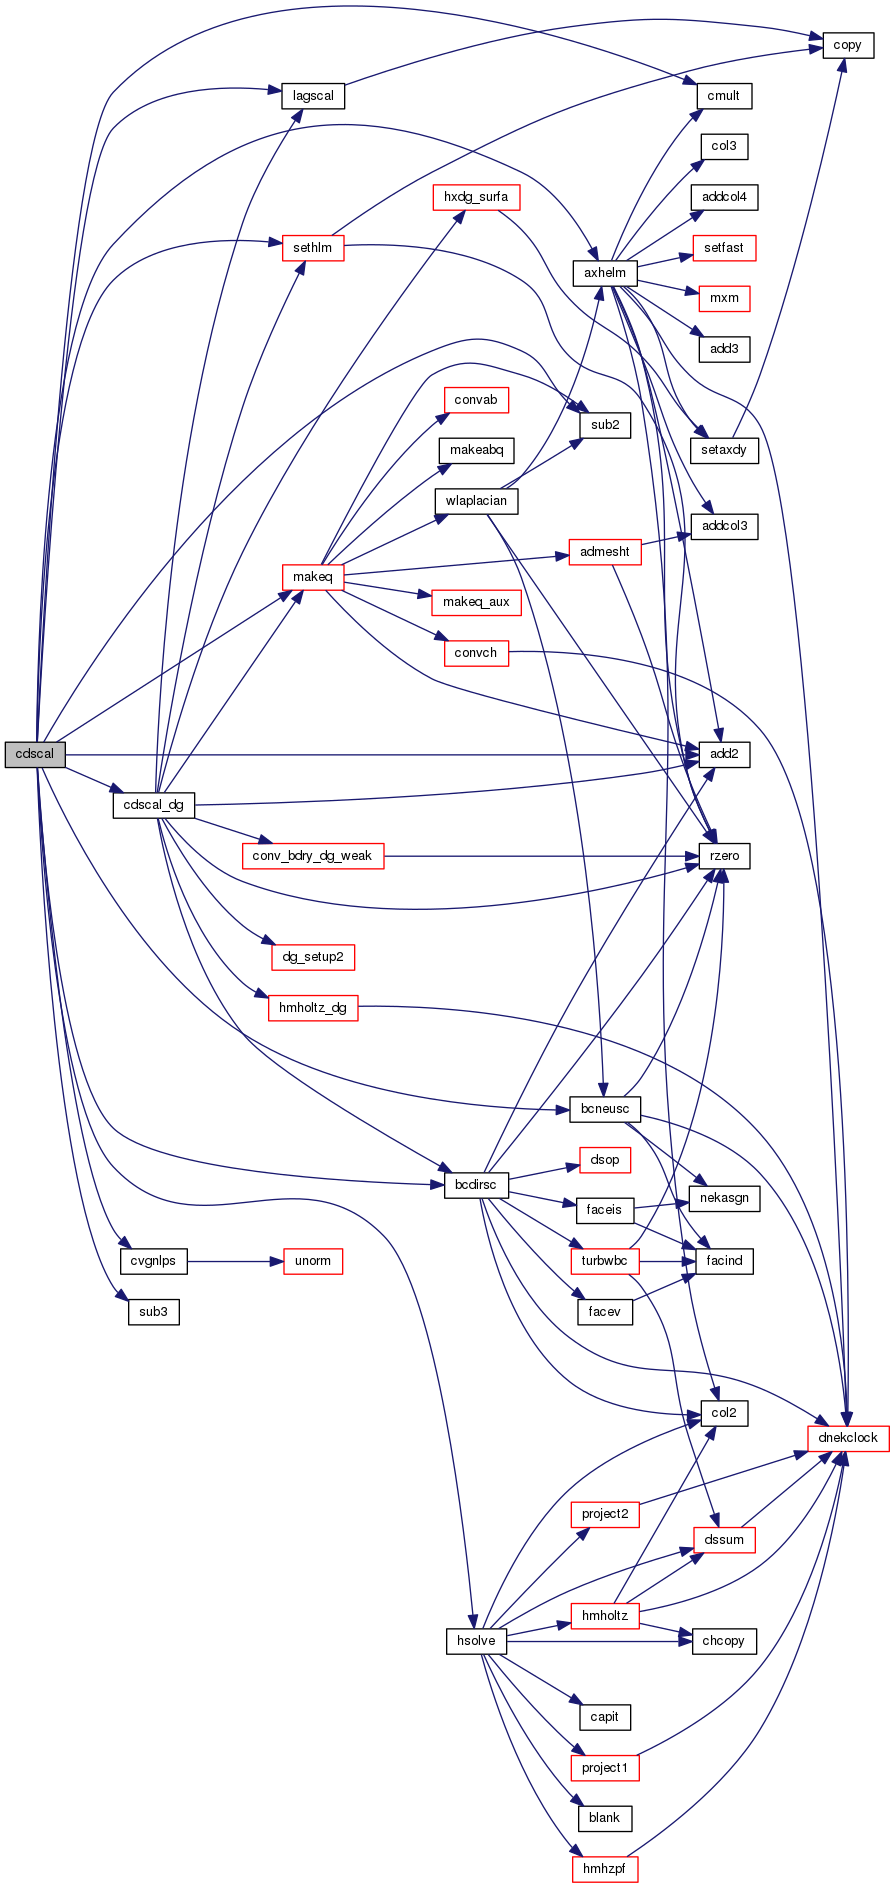 copy
lagscal
cmult
col3
hxdg_surfa
addcol4
sethlm
setfast
axhelm
mxm
add3
convab
sub2
makeabq
setaxdy
wlaplacian
addcol3
admesht
makeq
makeq_aux
convch
cdscal
add2
cdscal_dg
conv_bdry_dg_weak
rzero
dg_setup2
hmholtz_dg
bcneusc
dsop
bcdirsc
nekasgn
faceis
cvgnlps
unorm
turbwbc
facind
sub3
facev
col2
dnekclock
project2
dssum
hmholtz
hsolve
chcopy
capit
project1
blank
hmhzpf